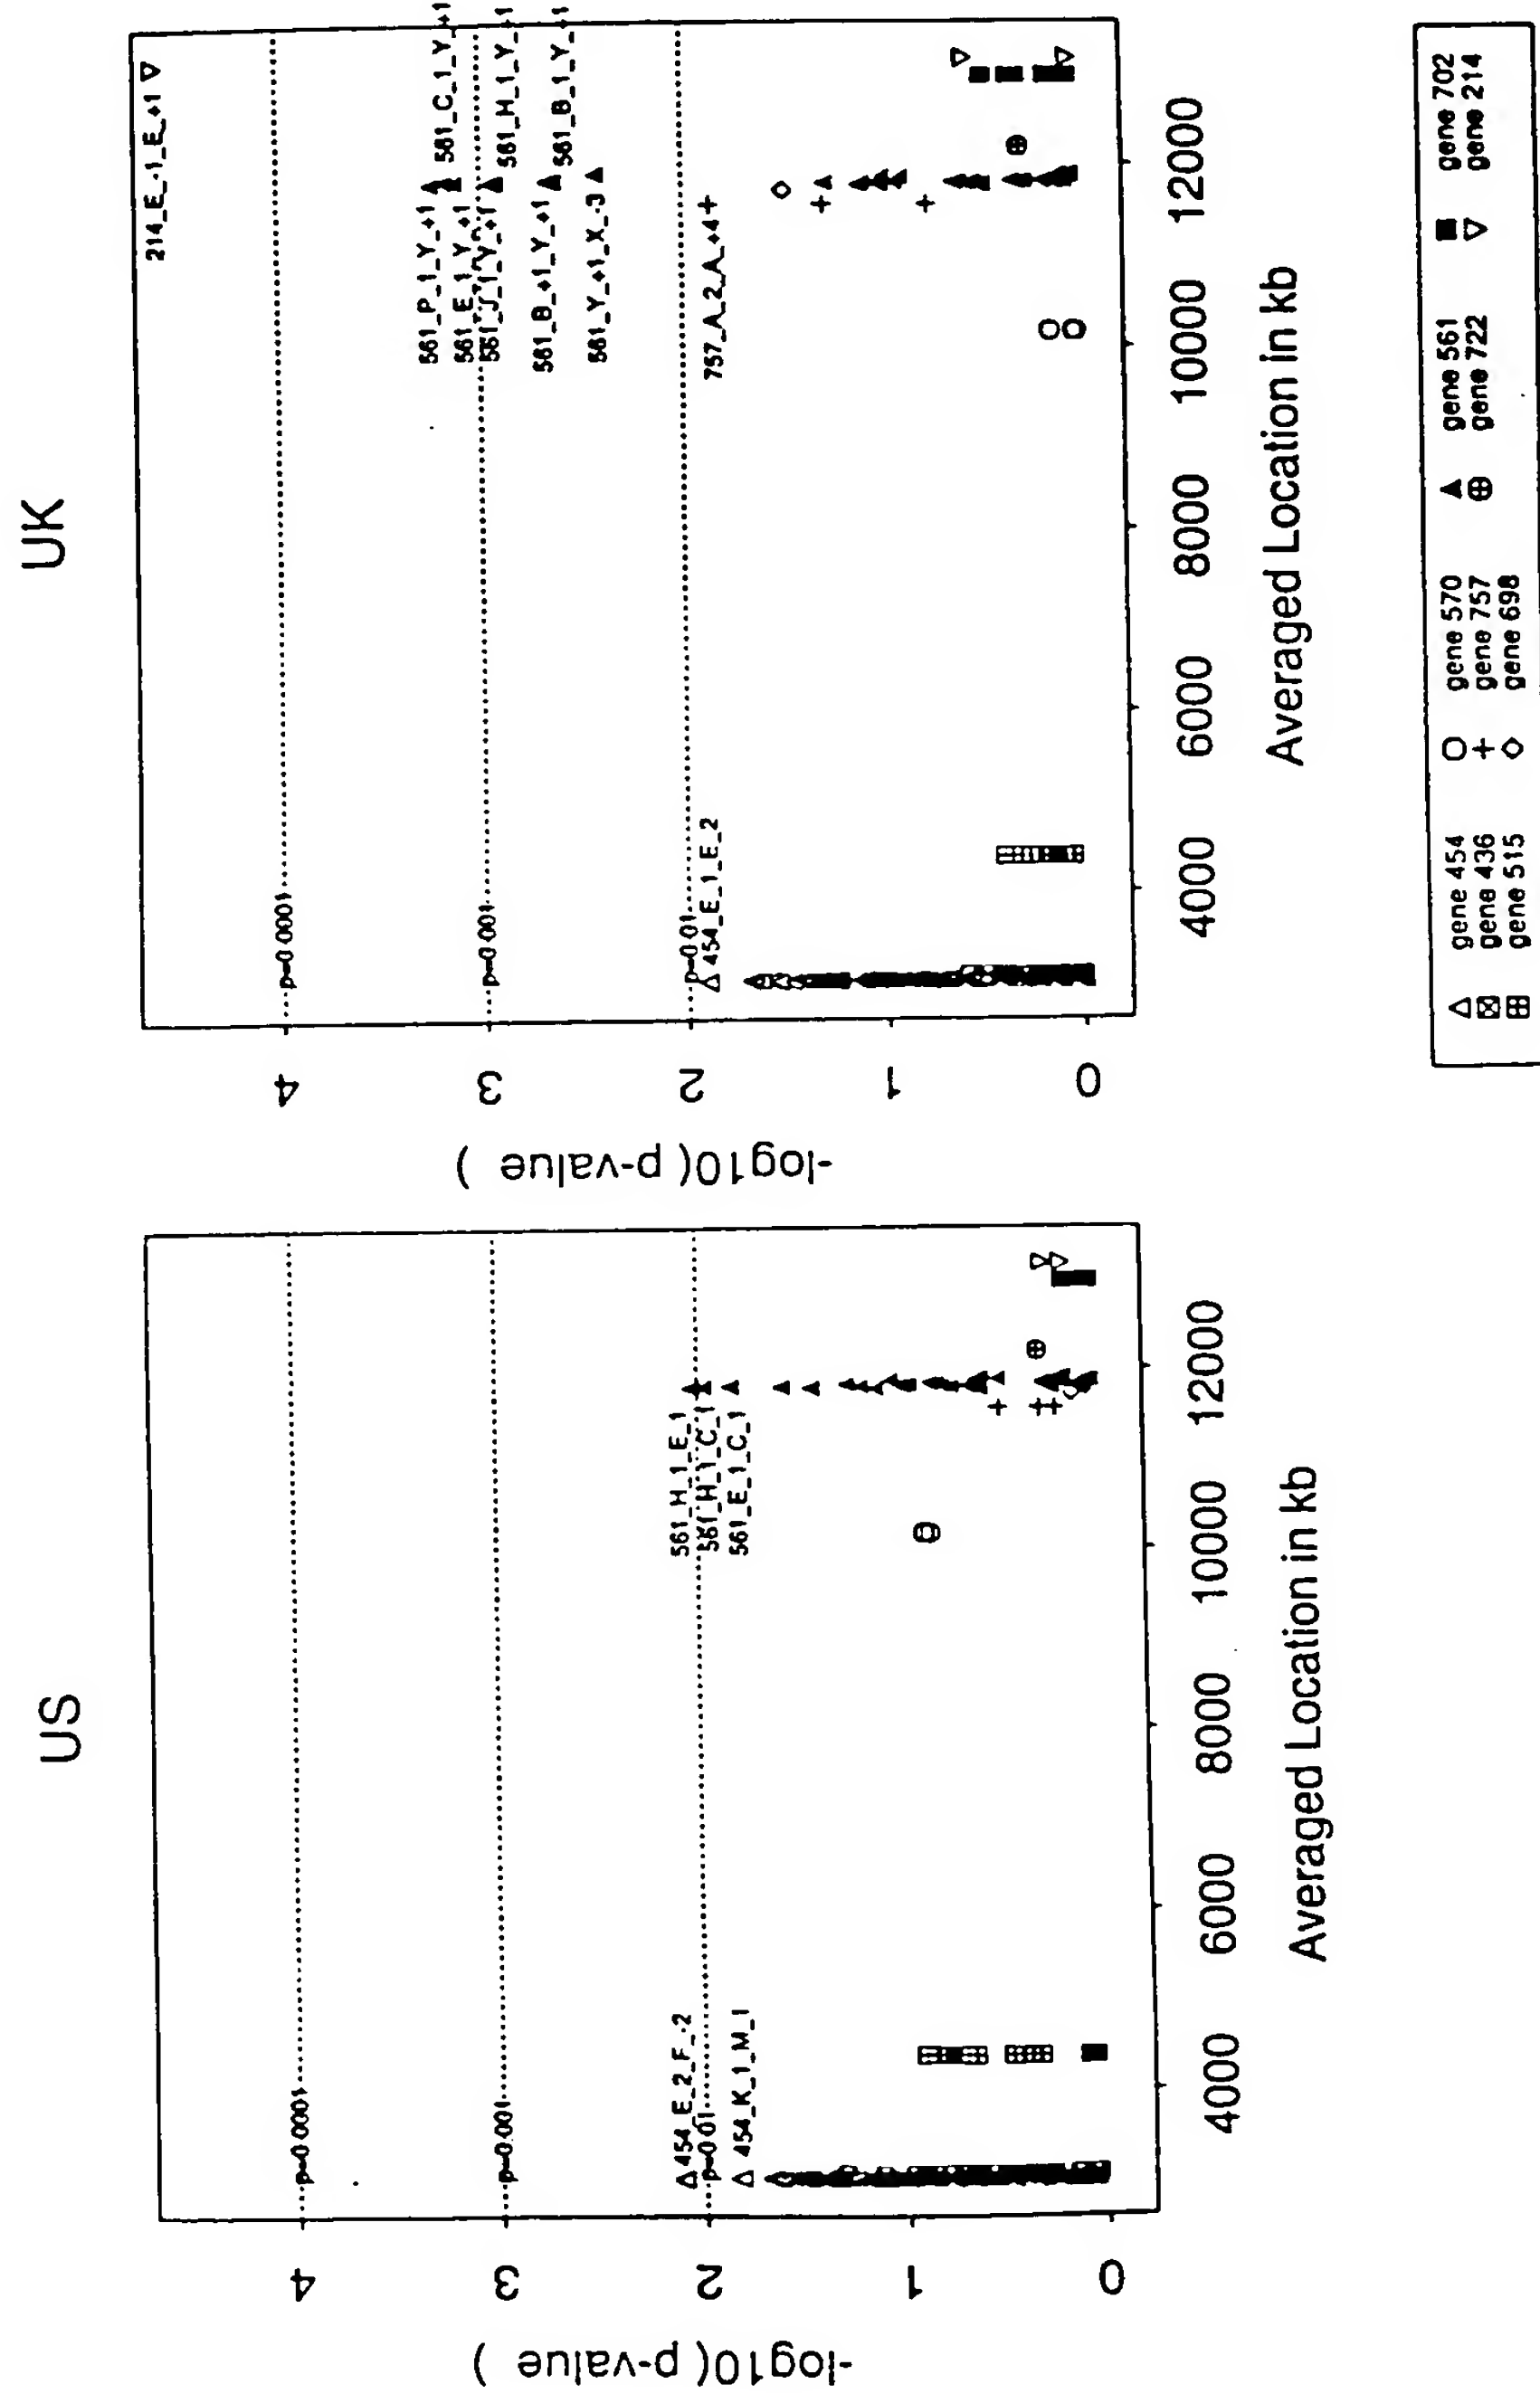 US
-log10( p-value )
4
3
2
1
0
p=0.0001
p=0.001
p=0.01
454_E_2_F_-2
454_K_1_M_1
561_H_1_E_1
561_H_1_C_1
561_E_1_C_1
4000
6000
8000
10000
12000
Averaged Location in kb
UK
-log10( p-value )
4
3
2
1
0
p=0.0001
p=0.001
p=0.01
214_E_-1_E_+1
561_P_1_Y_+1
561_C_1_Y_+1
561_E_1_Y_+1
561_J_1_Y_+1
561_H_1_Y_+1
561_B_+1_Y_+1
561_B_1_Y_+1
561_Y_+1_X_-3
757_A_2_A_+4
454_E_1_E_2
4000
6000
8000
10000
12000
Averaged Location in kb
gene 454
gene 436
gene 515
gene 570
gene 757
gene 698
gene 561
gene 722
gene 702
gene 214